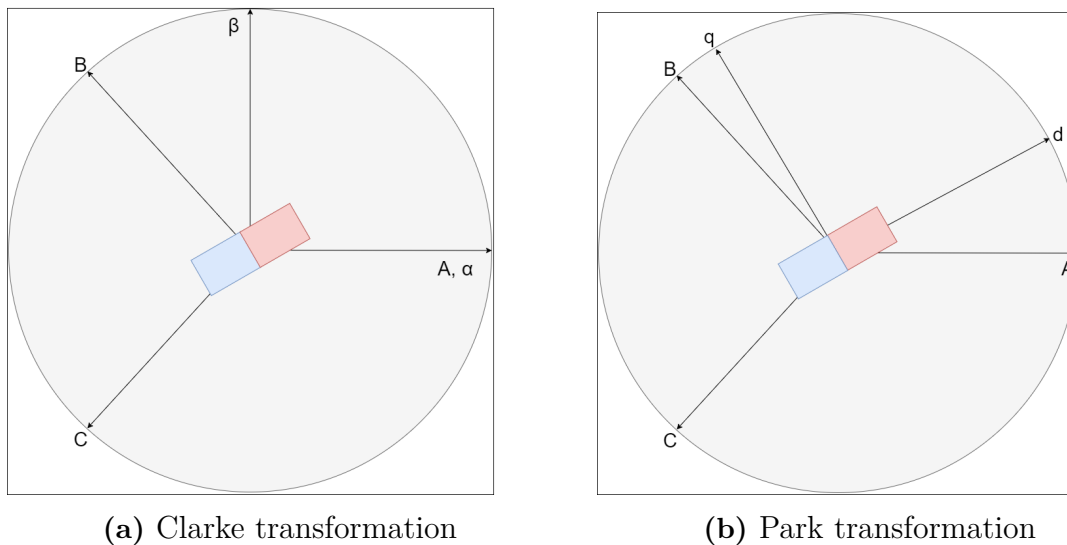 β
B
A, α
C
(a) Clarke transformation
q
B
d
A
C
(b) Park transformation